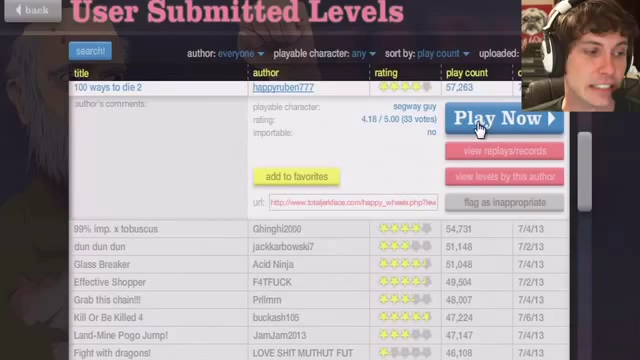 back
User Submitted Levels
search!
author: everyone
playable character: any
sort by: play count
uploaded:
title author rating play count
100 ways to die 2 happyruben777 57,263
author's comments:
playable character: segway guy
rating: 4.18 / 5.00 (33 votes)
importable: no
Play Now
view replays/records
add to favorites
view levels by this author
url: http://www.totaljerkface.com/happy_wheels.php?leve
flag as inappropriate
99% imp. x tobuscus Ghinghi2000 54,731 7/4/13
dun dun dun jackkarbowski7 51,148 7/2/13
Glass Breaker Acid Ninja 51,048 7/2/13
Effective Shopper F4TFUCK 49,504 7/2/13
Grab this chain!!! Prllmm 48,007 7/4/13
Kill Or Be Killed 4 buckash105 47,224 7/6/13
Land-Mine Pogo Jump! JamJam2013 47,147 7/2/13
Fight with dragons! LOVE SHIT MUTHUT FUT 46,108 7/4/13